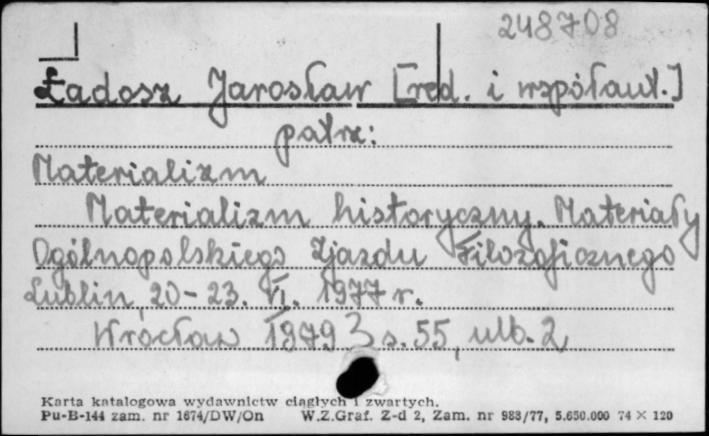 248708
Ładosz Jarosław [red. i współaut.]
patrz:
Materializm
Materializm historyczny. Materiały
Ogólnopolskiego Zjazdu Filozoficznego
Lublin, 20-23. VI. 1977 r.
Wrocław 1979 s. 55, ulb. 2
Karta katalogowa wydawnictw ciągłych i zwartych.
Pu-B-144 zam. nr 1674/DW/On W.Z.Graf. Z-d 2, Zam. nr 983/77, 5.650.000 74 × 120